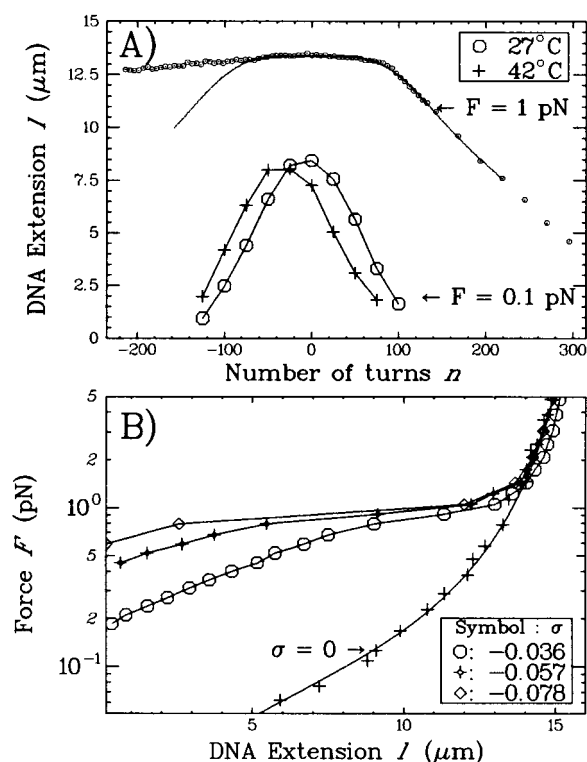 A)
27°C
+ 42°C
← F = 1 pN
← F = 0.1 pN
DNA Extension l (μm)
15
12.5
10
7.5
5
2.5
0
−200 −100 0 100 200 300
Number of turns n
B)
Force F (pN)
5
2
10⁰
5
2
10⁻¹
σ = 0 →
Symbol : σ
: −0.036
: −0.057
: −0.078
5 10 15
DNA Extension l (μm)